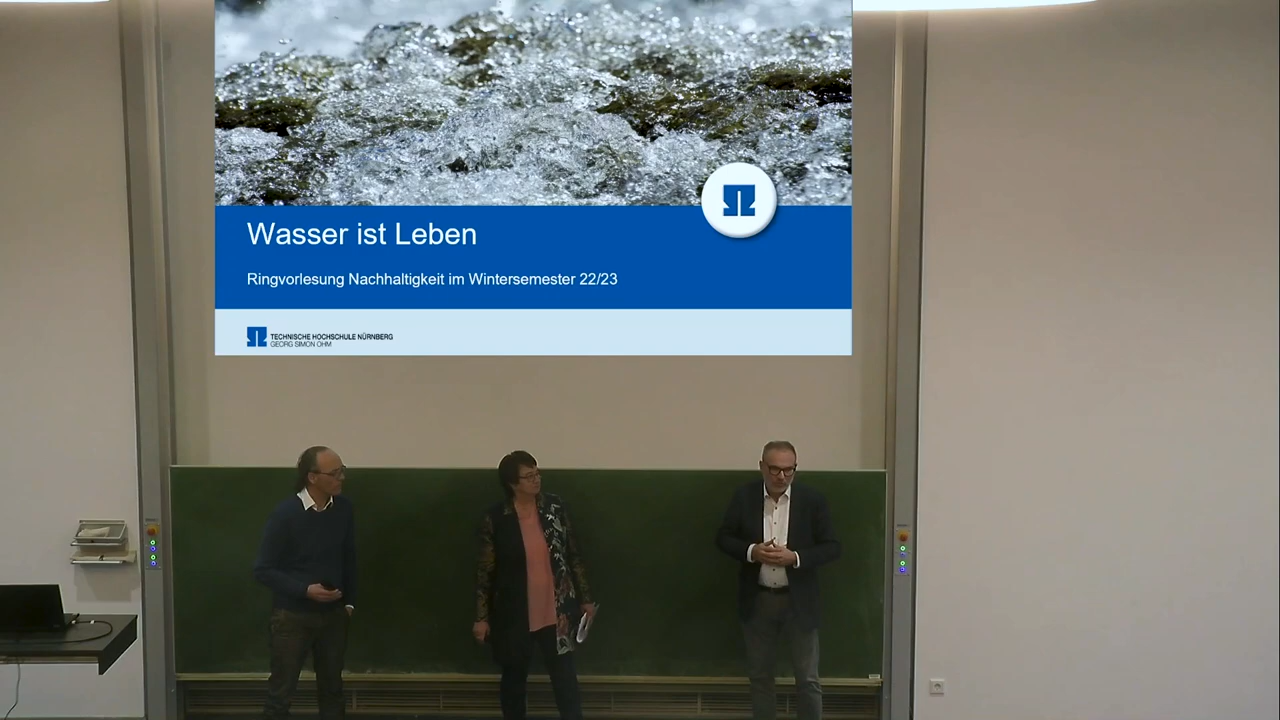 Wasser ist Leben
Ringvorlesung Nachhaltigkeit im Wintersemester 22/23
TECHNISCHE HOCHSCHULE NÜRNBERG
GEORG SIMON OHM